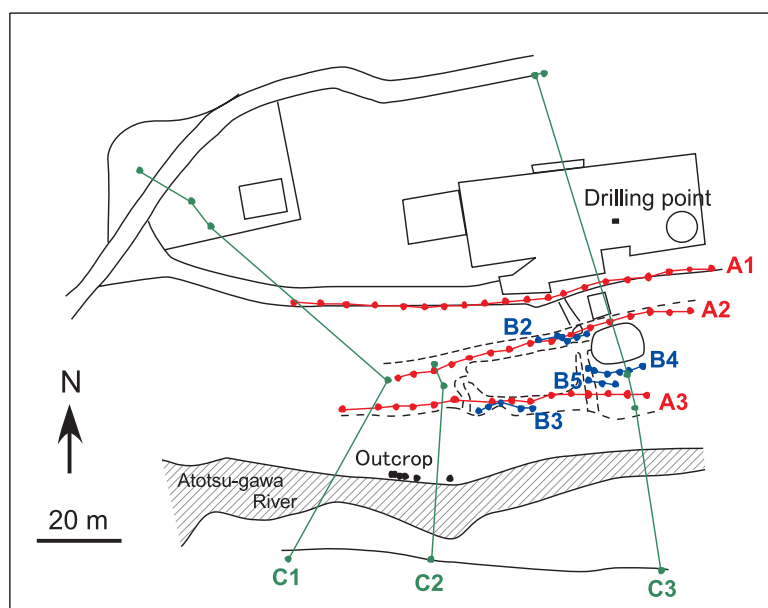 Drilling point
A1
A2
B2
B4
B5
A3
B3
N
Outcrop
Atotsu-gawa
River
20 m
C1
C2
C3